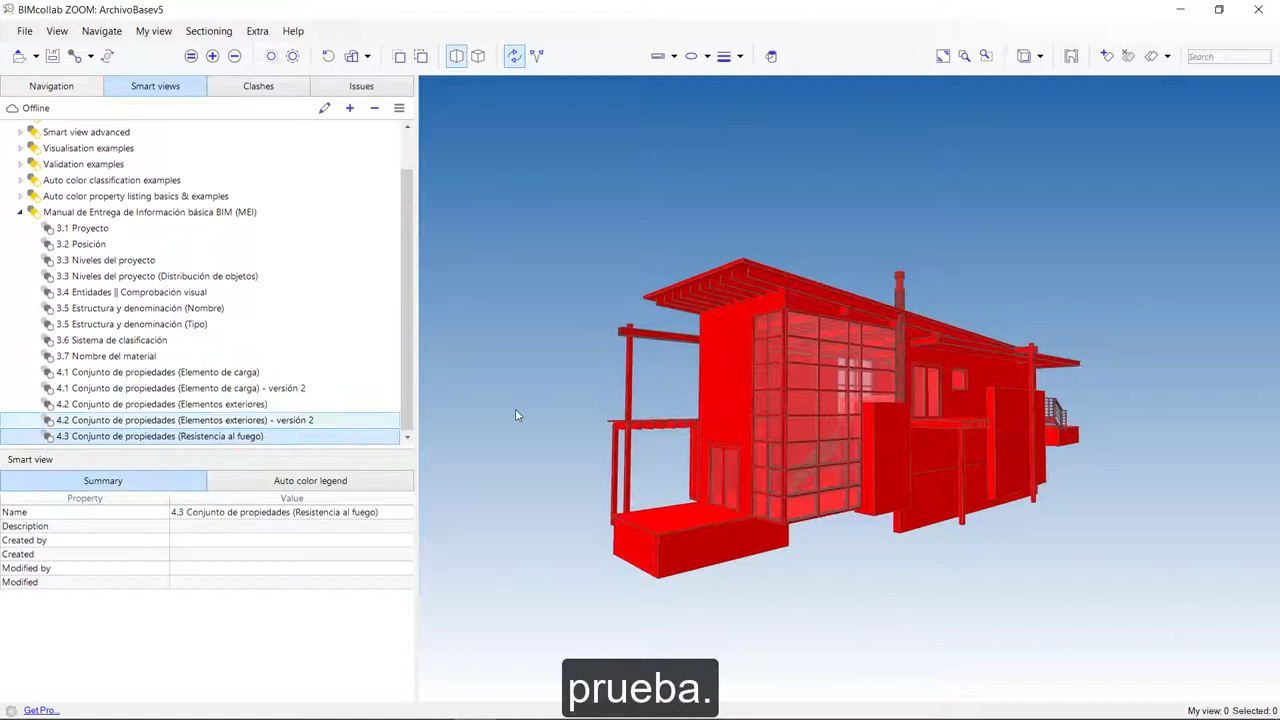 BIMcollab ZOOM: ArchivoBasev5
File View Navigate My view Sectioning Extra Help
Search
Navigation Smart views Clashes Issues
Offline
Smart view advanced
Visualisation examples
Validation examples
Auto color classification examples
Auto color property listing basics & examples
Manual de Entrega de Información básica BIM (MEI)
3.1 Proyecto
3.2 Posición
3.3 Niveles del proyecto
3.3 Niveles del proyecto (Distribución de objetos)
3.4 Entidades || Comprobación visual
3.5 Estructura y denominación (Nombre)
3.5 Estructura y denominación (Tipo)
3.6 Sistema de clasificación
3.7 Nombre del material
4.1 Conjunto de propiedades (Elemento de carga)
4.1 Conjunto de propiedades (Elemento de carga) - versión 2
4.2 Conjunto de propiedades (Elementos exteriores)
4.2 Conjunto de propiedades (Elementos exteriores) - versión 2
4.3 Conjunto de propiedades (Resistencia al fuego)
Smart view
Summary Auto color legend
Property Value
Name 4.3 Conjunto de propiedades (Resistencia al fuego)
Description
Created by
Created
Modified by
Modified
prueba.
Get Pro...
My view: 0 Selected: 0